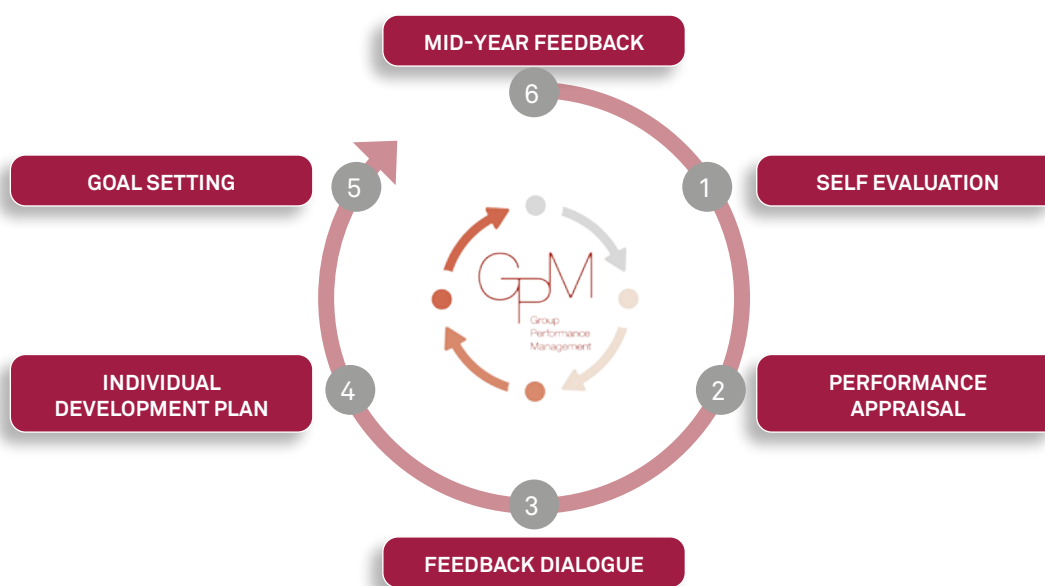 MID-YEAR FEEDBACK
6
GOAL SETTING
5
1
SELF EVALUATION
GPM
Group
Performance
Management
INDIVIDUAL
DEVELOPMENT PLAN
4
2
PERFORMANCE
APPRAISAL
3
FEEDBACK DIALOGUE